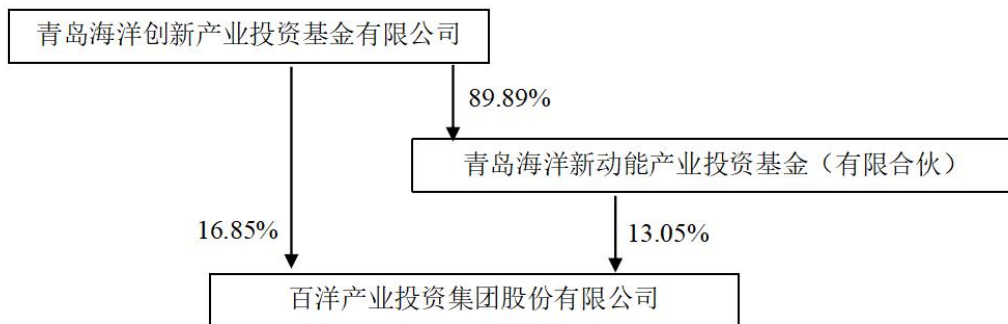 青岛海洋创新产业投资基金有限公司
89.89%
青岛海洋新动能产业投资基金（有限合伙）
16.85%
13.05%
百洋产业投资集团股份有限公司